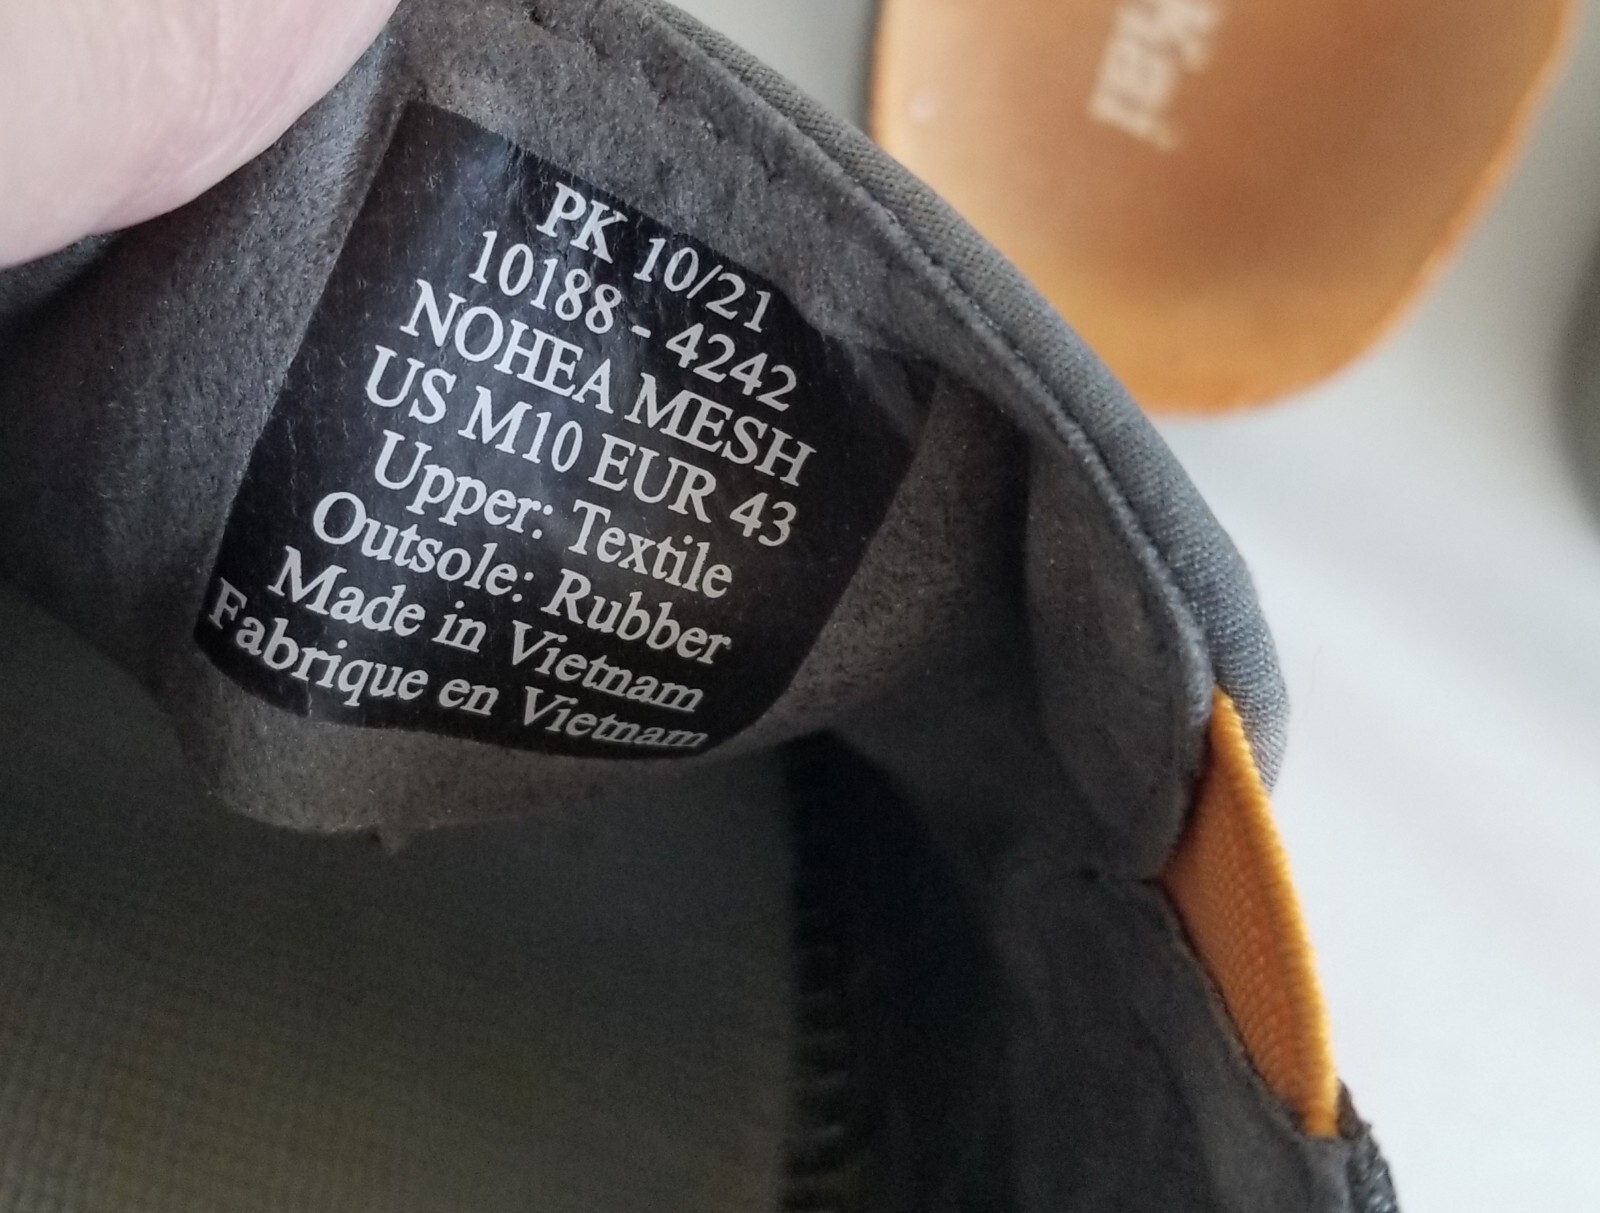 PK 10/21
10188 - 4242
NOHEA MESH
US M10 EUR 43
Upper: Textile
Outsole: Rubber
Made in Vietnam
Fabrique en Vietnam